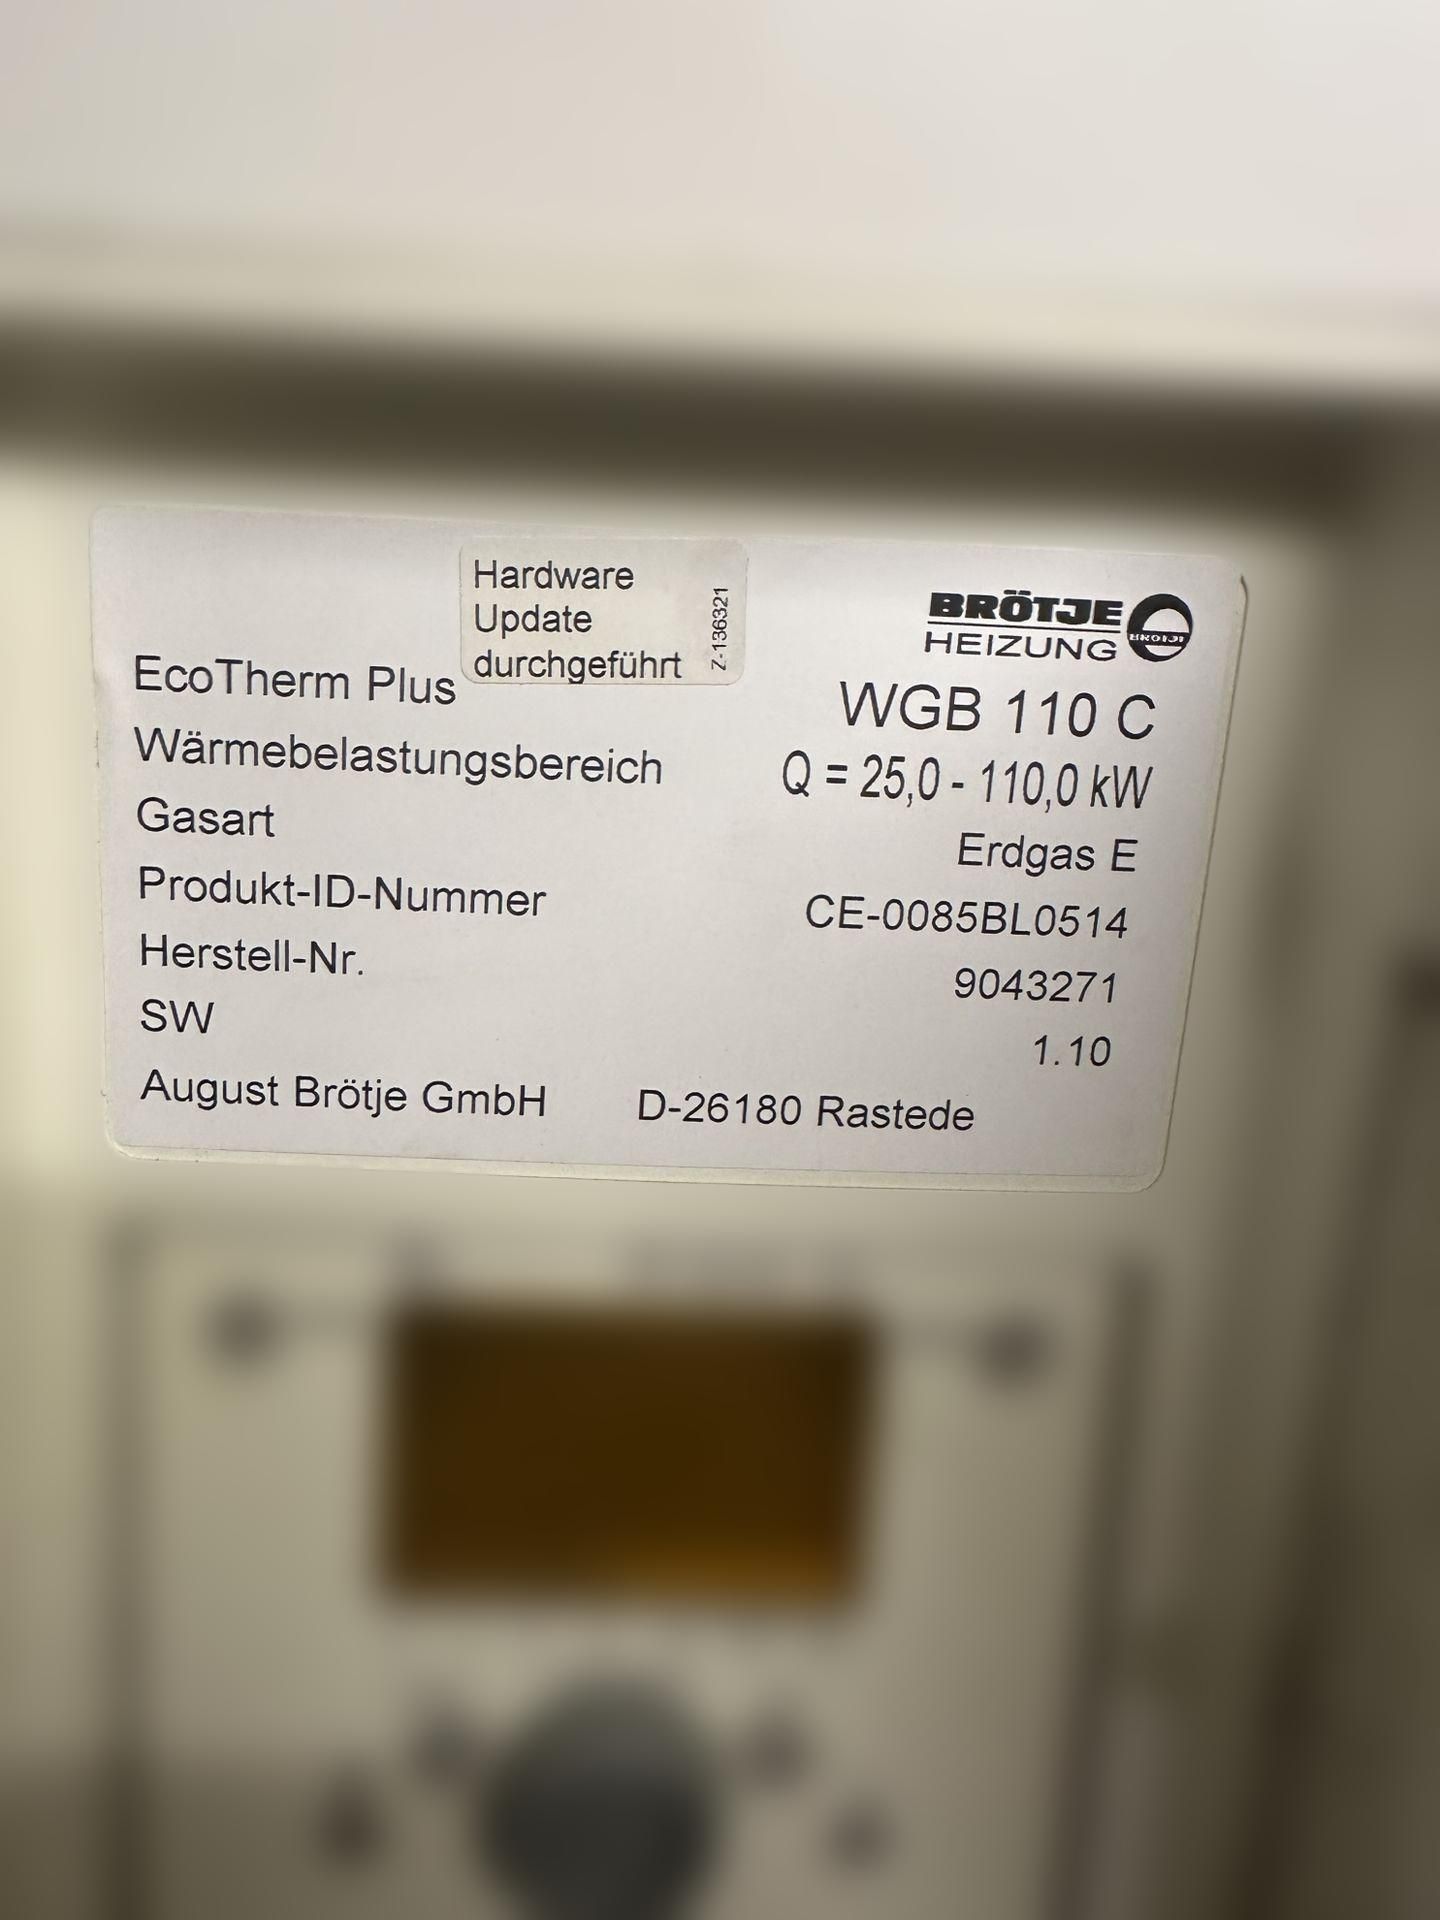 Hardware
Update
durchgeführt
Z-136321
BRÖTJE
HEIZUNG
BRÖTJE
EcoTherm Plus WGB 110 C
Wärmebelastungsbereich Q = 25,0 - 110,0 kW
Gasart Erdgas E
Produkt-ID-Nummer CE-0085BL0514
Herstell-Nr. 9043271
SW 1.10
August Brötje GmbH D-26180 Rastede